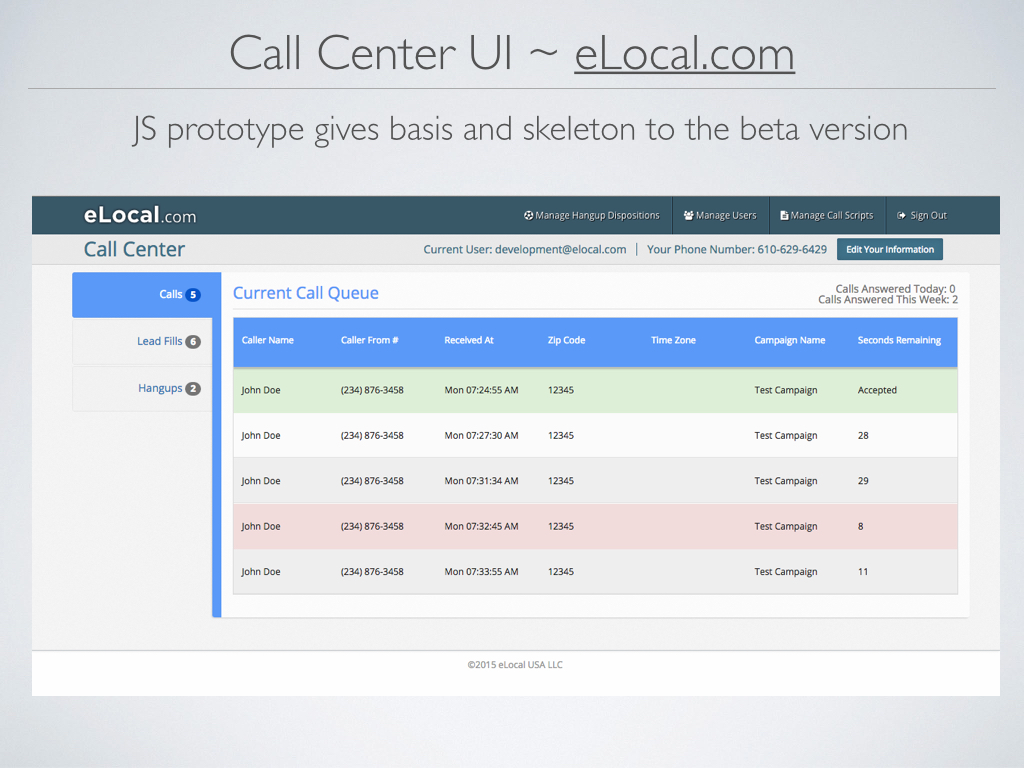 Call Center UI ~ eLocal.com
JS prototype gives basis and skeleton to the beta version
eLocal.com
Manage Hangup Dispositions
Manage Users
Manage Call Scripts
Sign Out
Call Center
Current User: development@elocal.com | Your Phone Number: 610-629-6429
Edit Your Information
Calls 5
Lead Fills 6
Hangups 2
Current Call Queue
Calls Answered Today: 0
Calls Answered This Week: 2
Caller Name Caller From # Received At Zip Code Time Zone Campaign Name Seconds Remaining
John Doe (234) 876-3458 Mon 07:24:55 AM 12345 Test Campaign Accepted
John Doe (234) 876-3458 Mon 07:27:30 AM 12345 Test Campaign 28
John Doe (234) 876-3458 Mon 07:31:34 AM 12345 Test Campaign 29
John Doe (234) 876-3458 Mon 07:32:45 AM 12345 Test Campaign 8
John Doe (234) 876-3458 Mon 07:33:55 AM 12345 Test Campaign 11
©2015 eLocal USA LLC